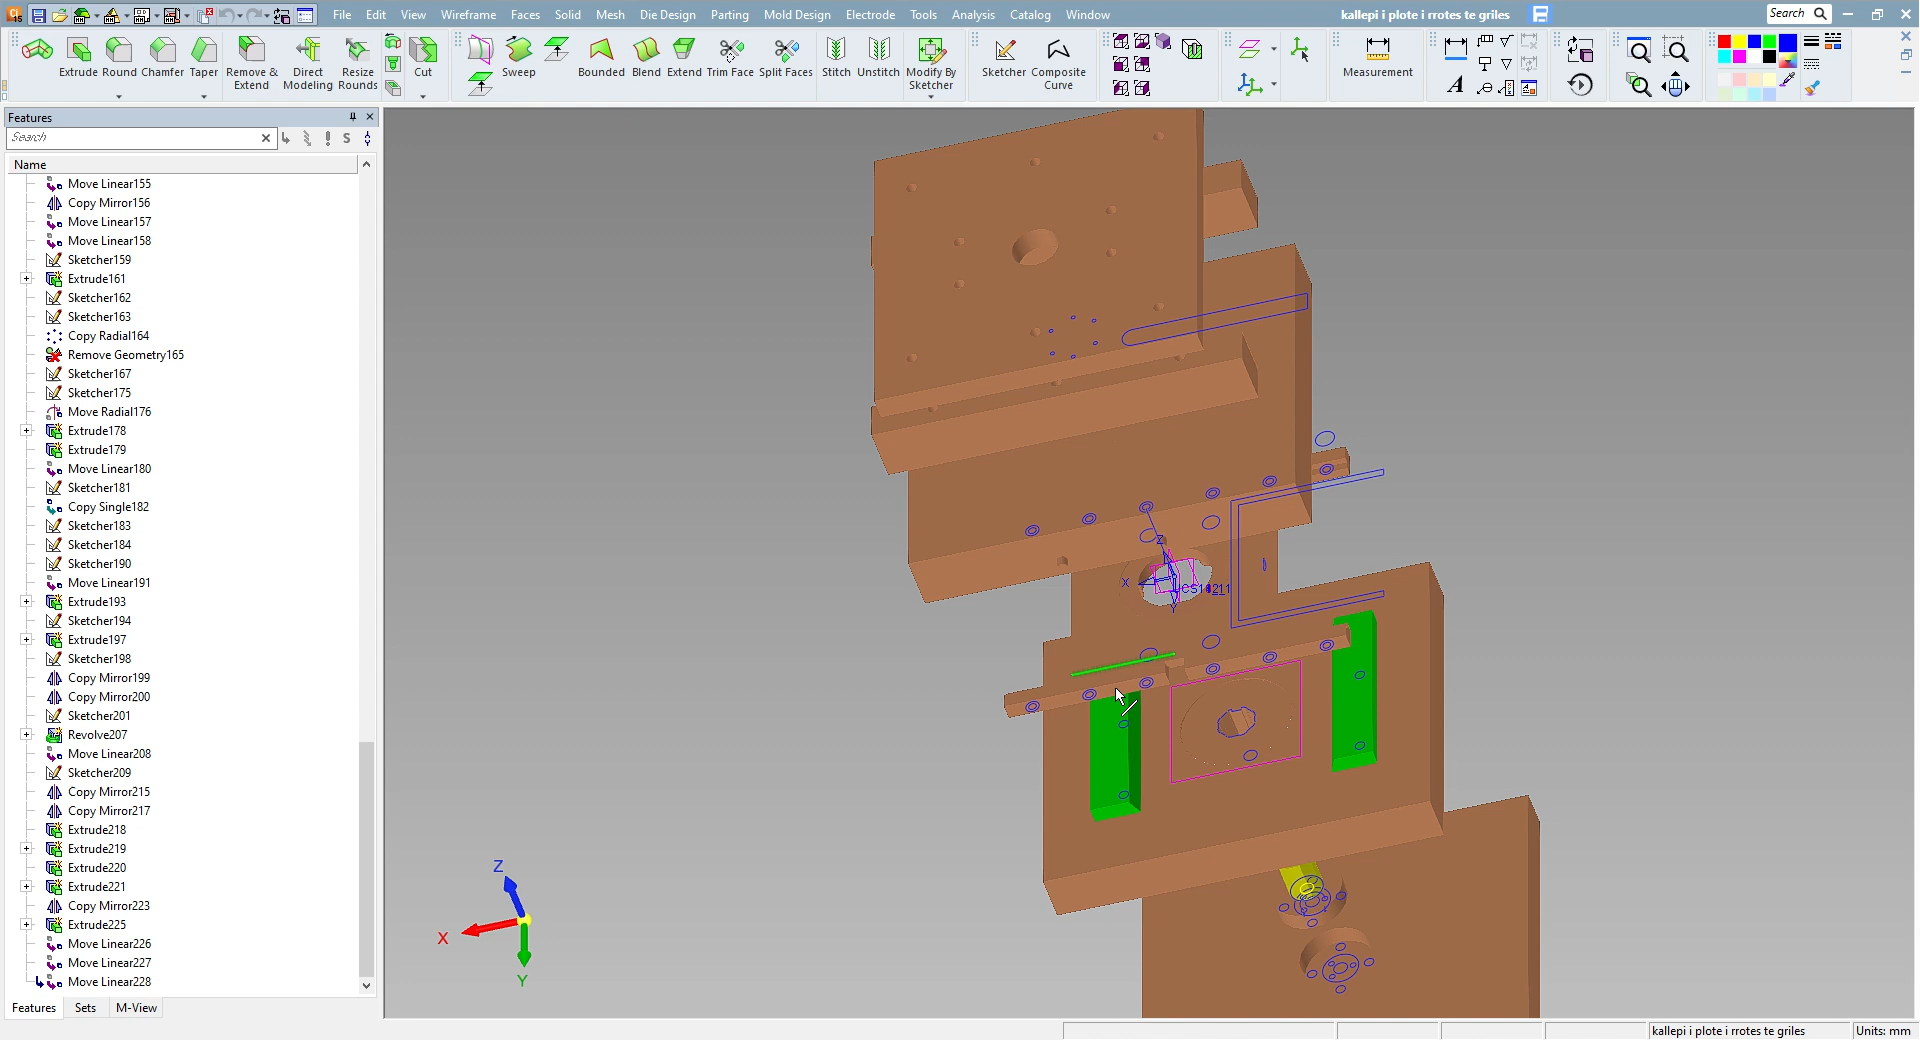 File Edit View Wireframe Faces Solid Mesh Die Design Parting Mold Design Electrode Tools Analysis Catalog Window
kallepi i plote i rrotes te griles
Search
Extrude Round Chamfer Taper Remove & Extend Direct Modeling Resize Rounds Cut
Sweep Bounded Blend Extend Trim Face Split Faces Stitch Unstitch Modify By Sketcher
Sketcher Composite Curve
Measurement
A
Features
Search
S
Name
Move Linear155
Copy Mirror156
Move Linear157
Move Linear158
Sketcher159
Extrude161
Sketcher162
Sketcher163
Copy Radial164
Remove Geometry165
Sketcher167
Sketcher175
Move Radial176
Extrude178
Extrude179
Move Linear180
Sketcher181
Copy Single182
Sketcher183
Sketcher184
Sketcher190
Move Linear191
Extrude193
Sketcher194
Extrude197
Sketcher198
Copy Mirror199
Copy Mirror200
Sketcher201
Revolve207
Move Linear208
Sketcher209
Copy Mirror215
Copy Mirror217
Extrude218
Extrude219
Extrude220
Extrude221
Copy Mirror223
Extrude225
Move Linear226
Move Linear227
Move Linear228
Features Sets M-View
Z
X
Y
Z
X
Y
kallepi i plote i rrotes te griles
Units: mm